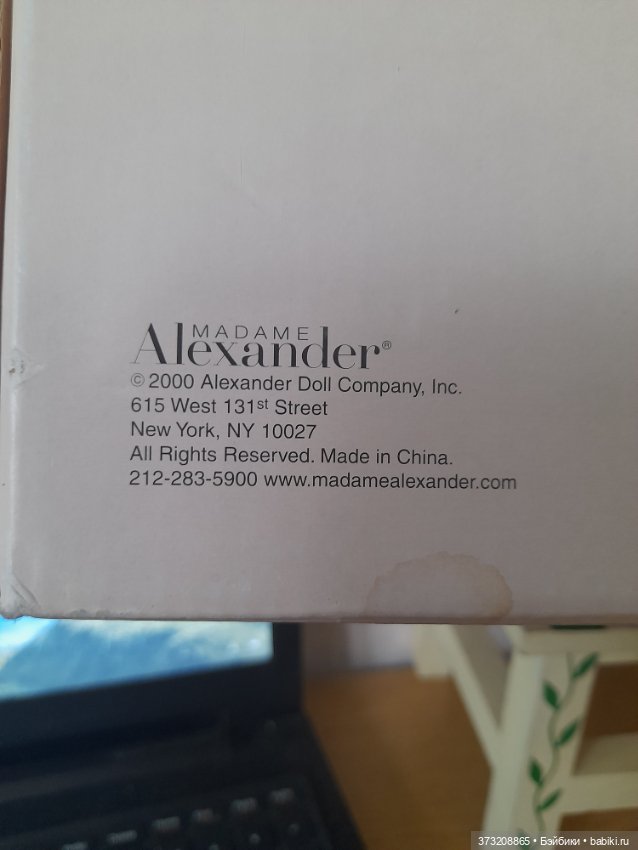 MADAME
Alexander®
© 2000 Alexander Doll Company, Inc.
615 West 131st Street
New York, NY 10027
All Rights Reserved. Made in China.
212-283-5900 www.madamealexander.com
373208865 • Бэйбики • babiki.ru